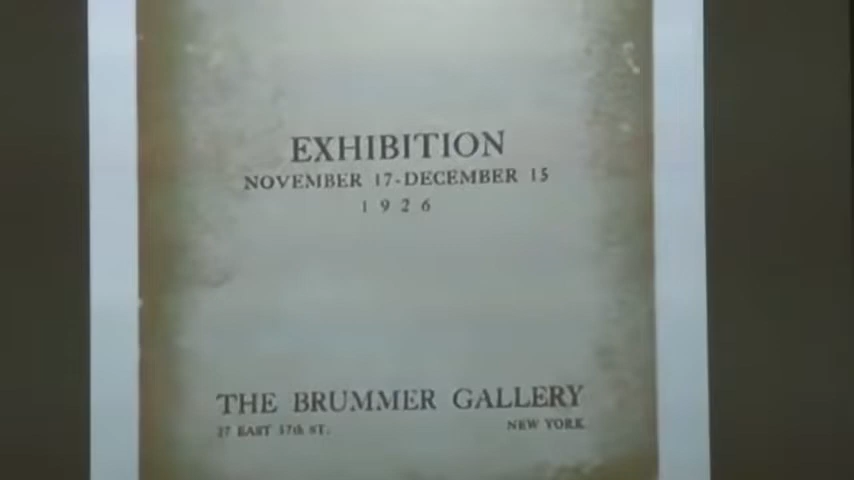 EXHIBITION
NOVEMBER 17-DECEMBER 15
1926
THE BRUMMER GALLERY
27 EAST 57th ST. NEW YORK